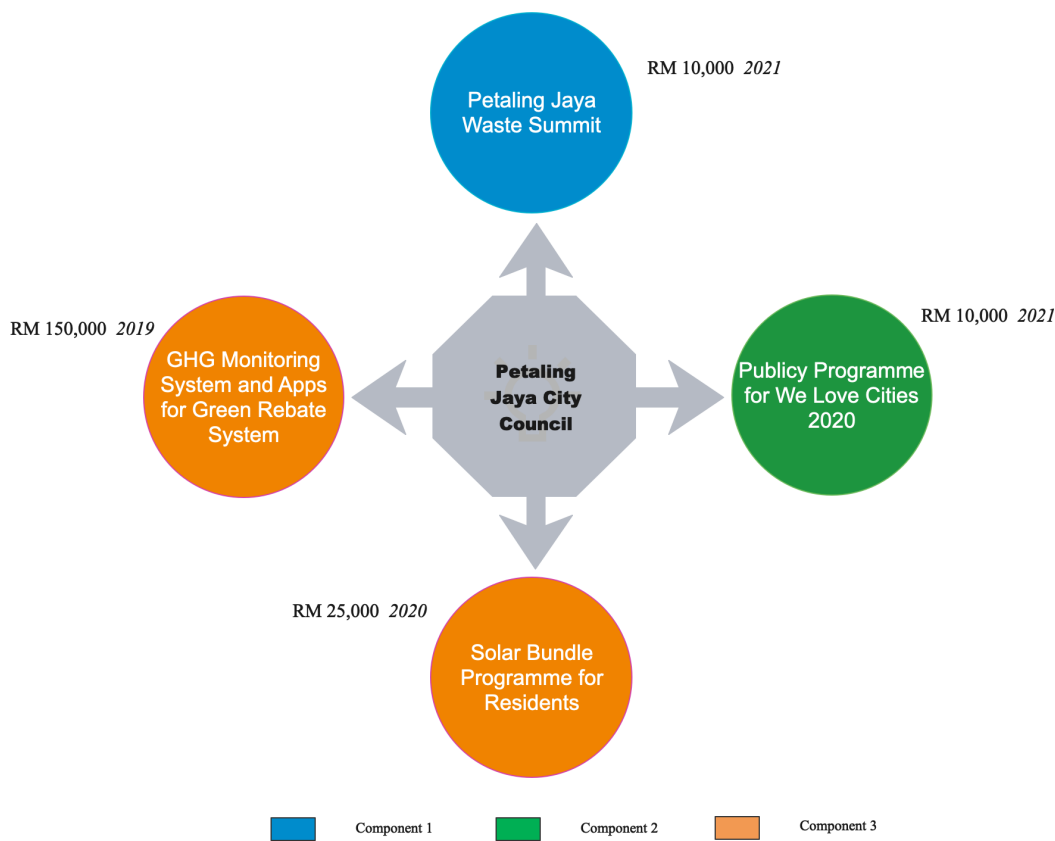 RM 10,000 2021
Petaling Jaya
Waste Summit
RM 150,000 2019
GHG Monitoring
System and Apps
for Green Rebate
System
Petaling
Jaya City
Council
RM 10,000 2021
Publicy Programme
for We Love Cities
2020
RM 25,000 2020
Solar Bundle
Programme for
Residents
Component 1
Component 2
Component 3